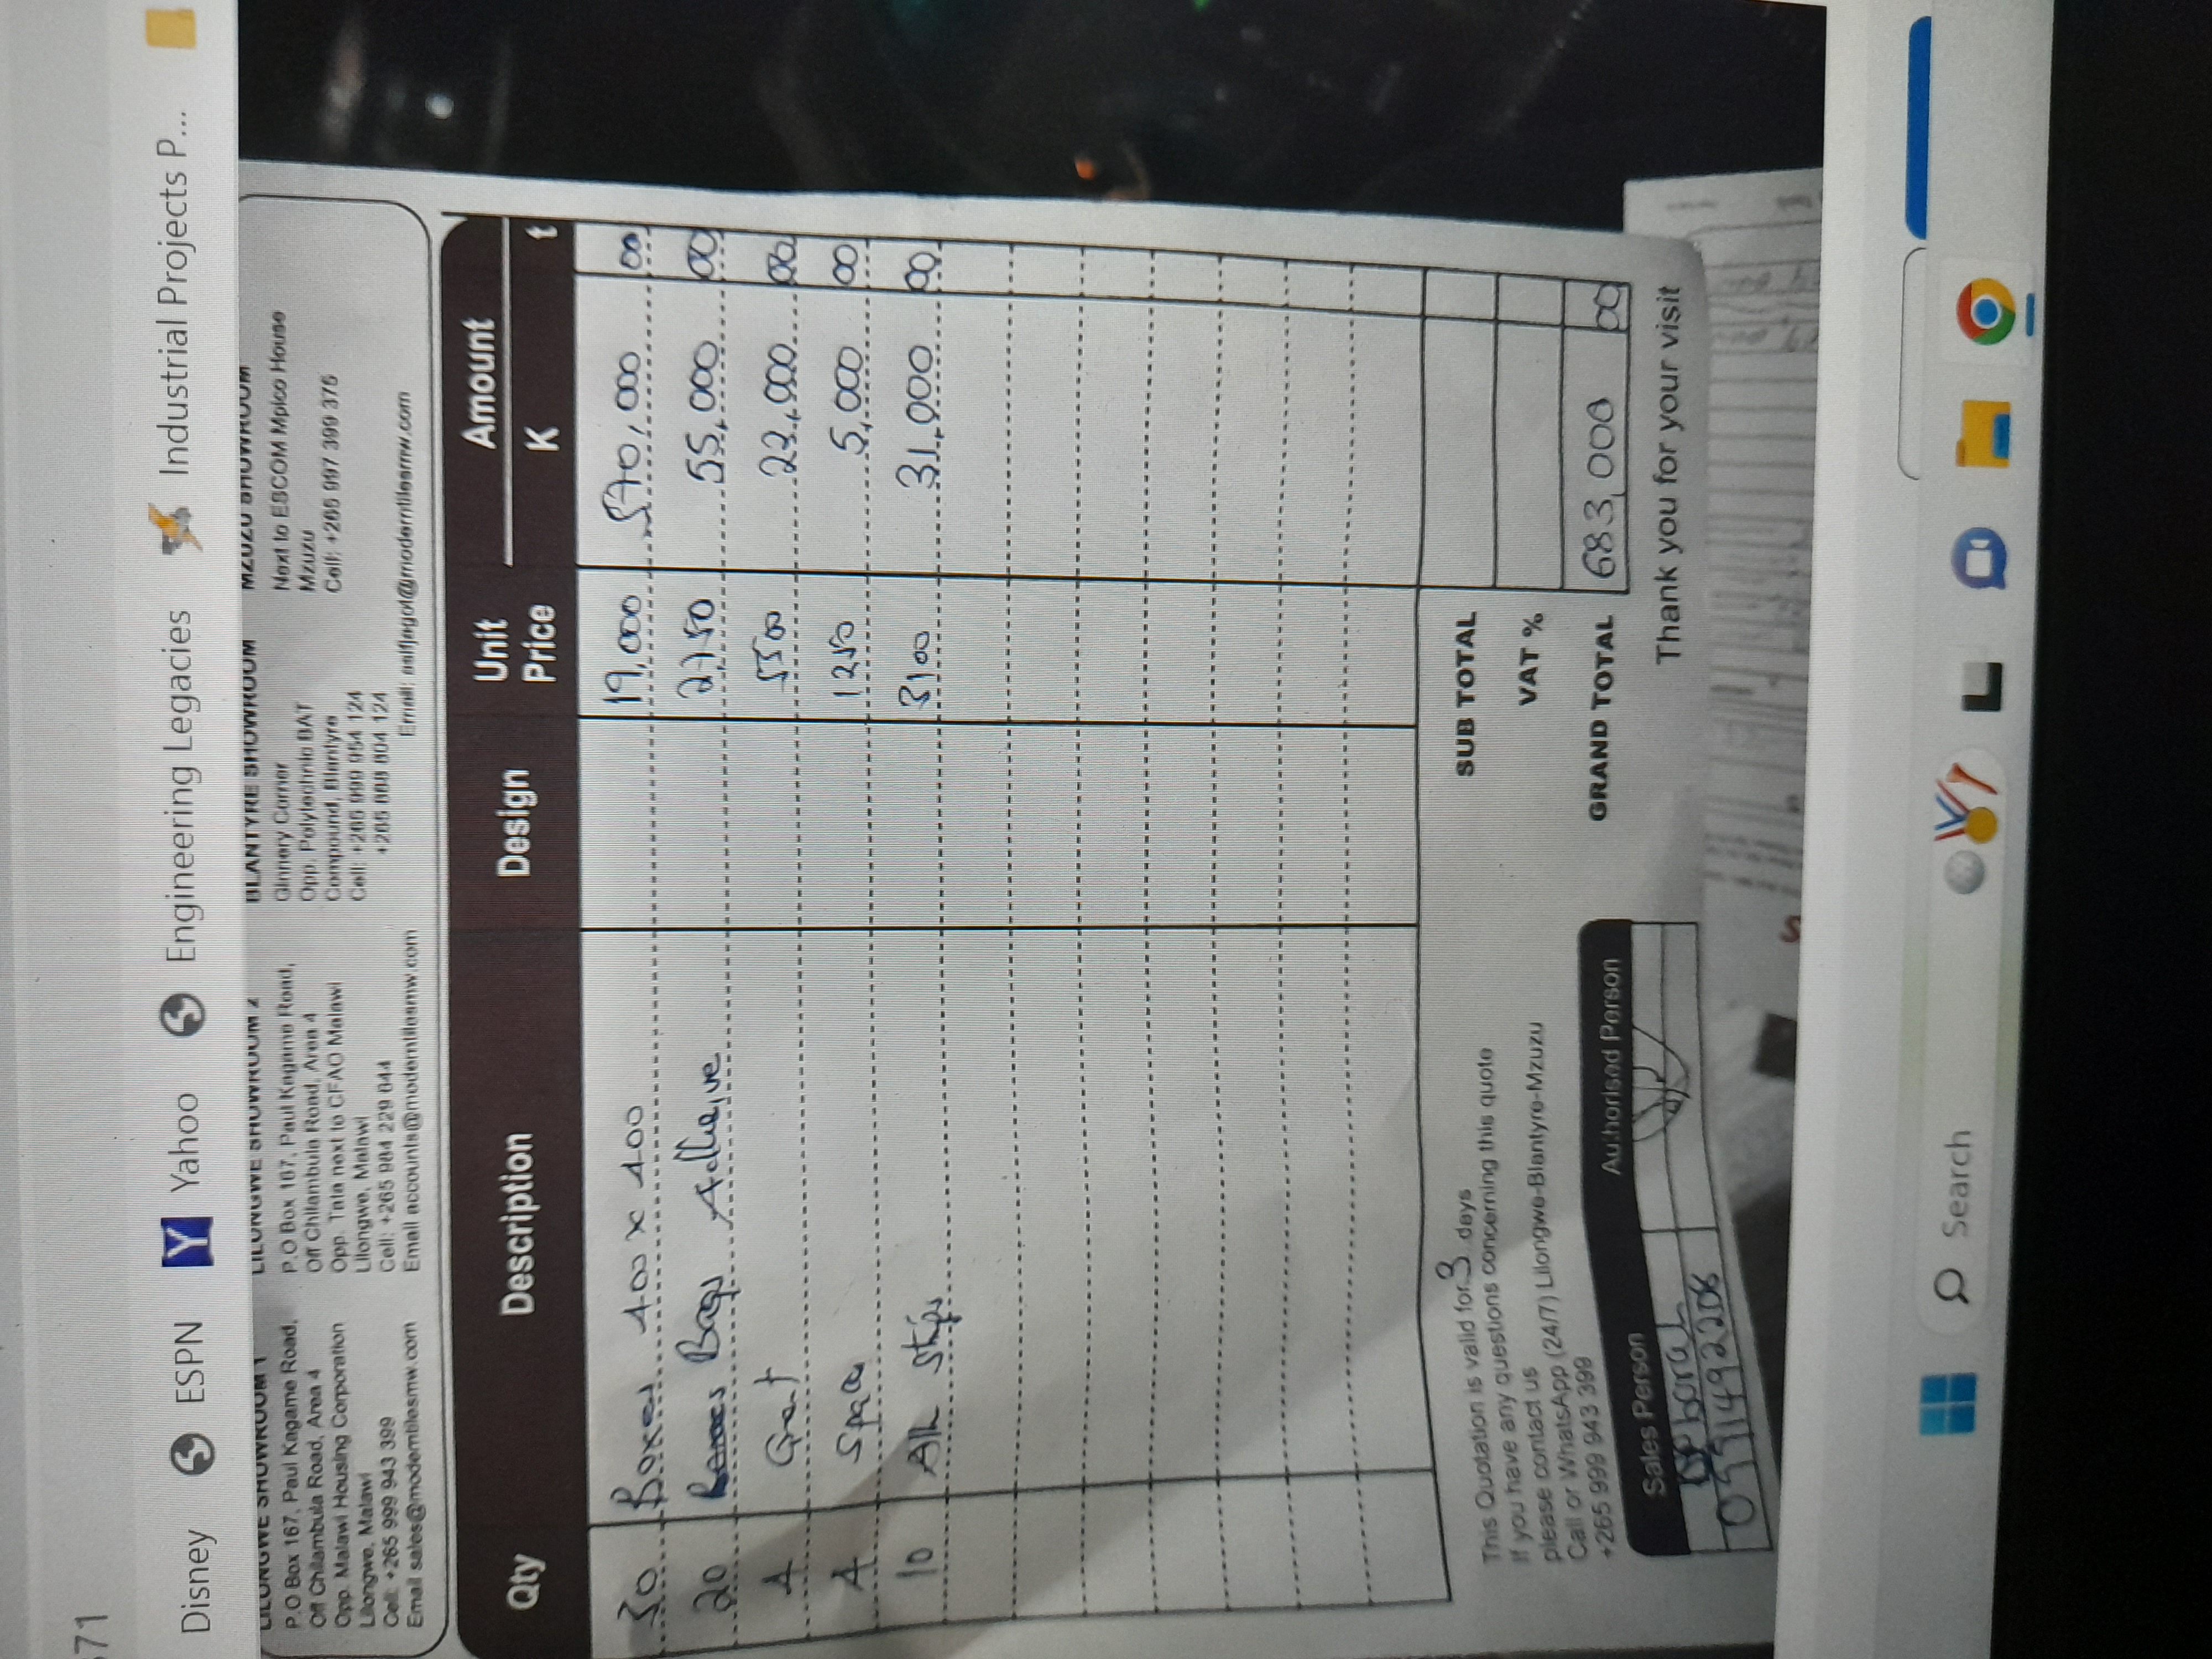 71
Disney ESPN Yahoo Engineering Legacies Industrial Projects P...
LILONGWE SHOWROOM 1
P.O Box 167, Paul Kagame Road,
Off Chilambula Road, Area 4
Opp. Malawi Housing Corporation
Lilongwe, Malawi
Cell: +265 999 943 399
Email sales@moderntilesmw.com
LILONGWE SHOWROOM 2
P.O Box 167, Paul Kagame Road,
Off Chilambula Road, Area 4
Opp. Tata next to CFAO Malawi
Lilongwe, Malawi
Cell: +265 984 229 844
Email accounts@moderntilesmw.com
BLANTYRE SHOWROOM
Ginnery Corner
Opp. Polytechnic BAT
Compound, Blantyre
Cell: +265 999 954 124
+265 888 804 124
MZUZU SHOWROOM
Next to ESCOM Mpico House
Mzuzu
Cell: +265 997 399 375
Email: asifjagot@moderntilesmw.com
Qty Description Design Unit Price Amount K t
30 Boxes 400 x 400 19,000 570,000 00
20 Bags Adheive 2,750 55,000 00
4 Grout 5500 22,000 00
4 Spacer 1250 5,000 00
10 All Strips 3100 31,000 00
This Quotation is valid for 3 days
If you have any questions concerning this quote
please contact us
Call or WhatsApp (24/7) Lilongwe-Blantyre-Mzuzu
+265 999 943 399
SUB TOTAL
VAT %
GRAND TOTAL 683,000 00
Sales Person Authorised Person
Deborah
0991492208
Thank you for your visit
Search